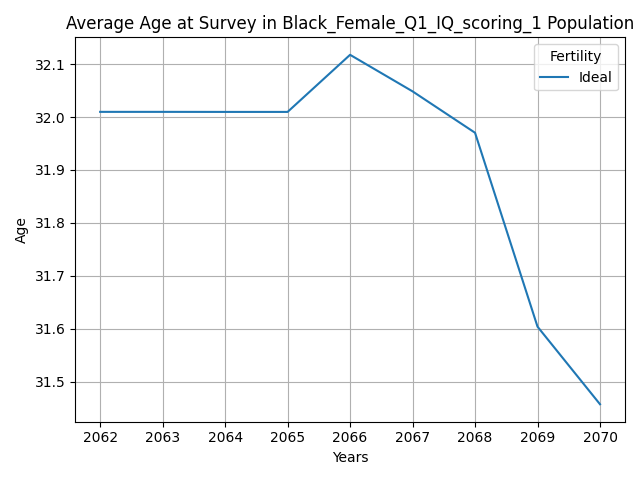 Average Age at Survey in Black_Female_Q1_IQ_scoring_1 Population
Fertility
Ideal
32.1
32.0
31.9
31.8
31.7
31.6
31.5
Age
2062 2063 2064 2065 2066 2067 2068 2069 2070
Years